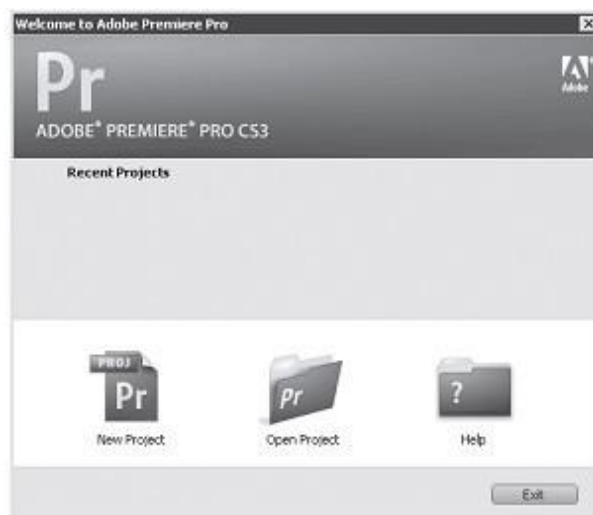 Welcome to Adobe Premiere Pro
Pr
Adobe
ADOBE® PREMIERE® PRO CS3
Recent Projects
PROJ
Pr
Pr
?
New Project
Open Project
Help
Exit